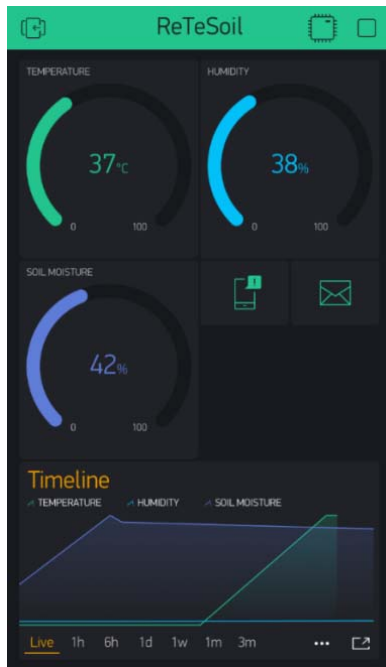 ReTeSoil
TEMPERATURE
37°C
0 100
HUMIDITY
38%
0 100
SOIL MOISTURE
42%
0 100
Timeline
TEMPERATURE HUMIDITY SOIL MOISTURE
Live 1h 6h 1d 1w 1m 3m